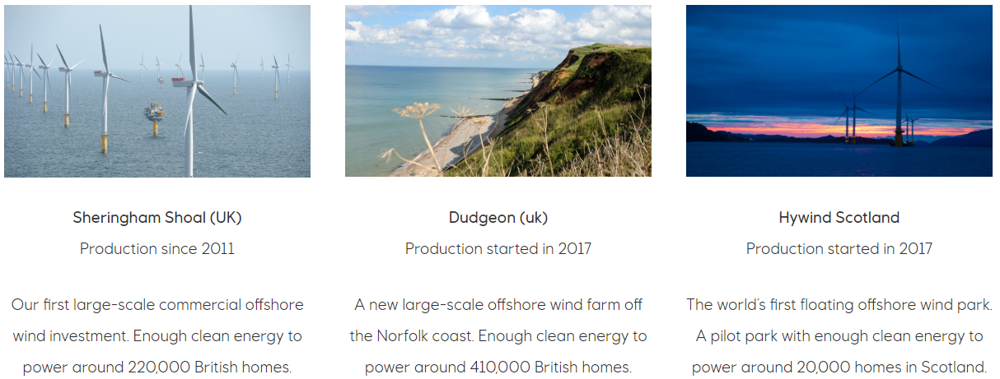 Sheringham Shoal (UK)
Production since 2011
Our first large-scale commercial offshore
wind investment. Enough clean energy to
power around 220,000 British homes.
Dudgeon (uk)
Production started in 2017
A new large-scale offshore wind farm off
the Norfolk coast. Enough clean energy to
power around 410,000 British homes.
Hywind Scotland
Production started in 2017
The world's first floating offshore wind park.
A pilot park with enough clean energy to
power around 20,000 homes in Scotland.